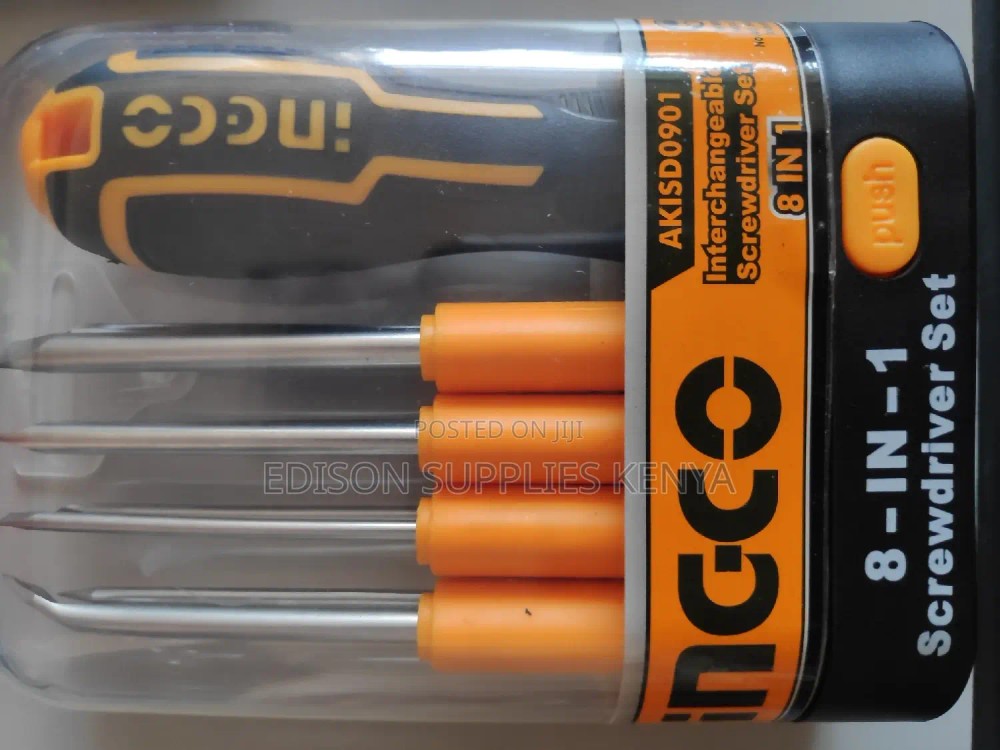 INGCO
AKISD0901
Interchangeable
Screwdriver Set
8 IN 1
INGCO
push
8-IN-1
Screwdriver Set
POSTED ON JIJI
EDISON SUPPLIES KENYA